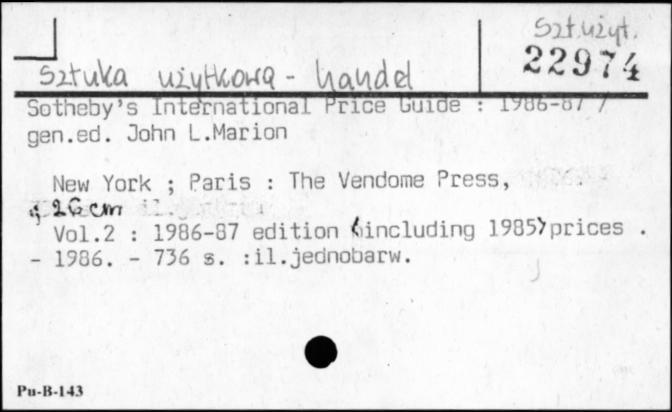 Szt.użyt.
22974
Sztuka użytkowa - handel
Sotheby's International Price Guide : 1986-87 /
gen.ed. John L.Marion
New York ; Paris : The Vendome Press,
; 26 cm
Vol.2 : 1986-87 edition (including 1985) prices .
- 1986. - 736 s. :il.jednobarw.
Pu-B-143